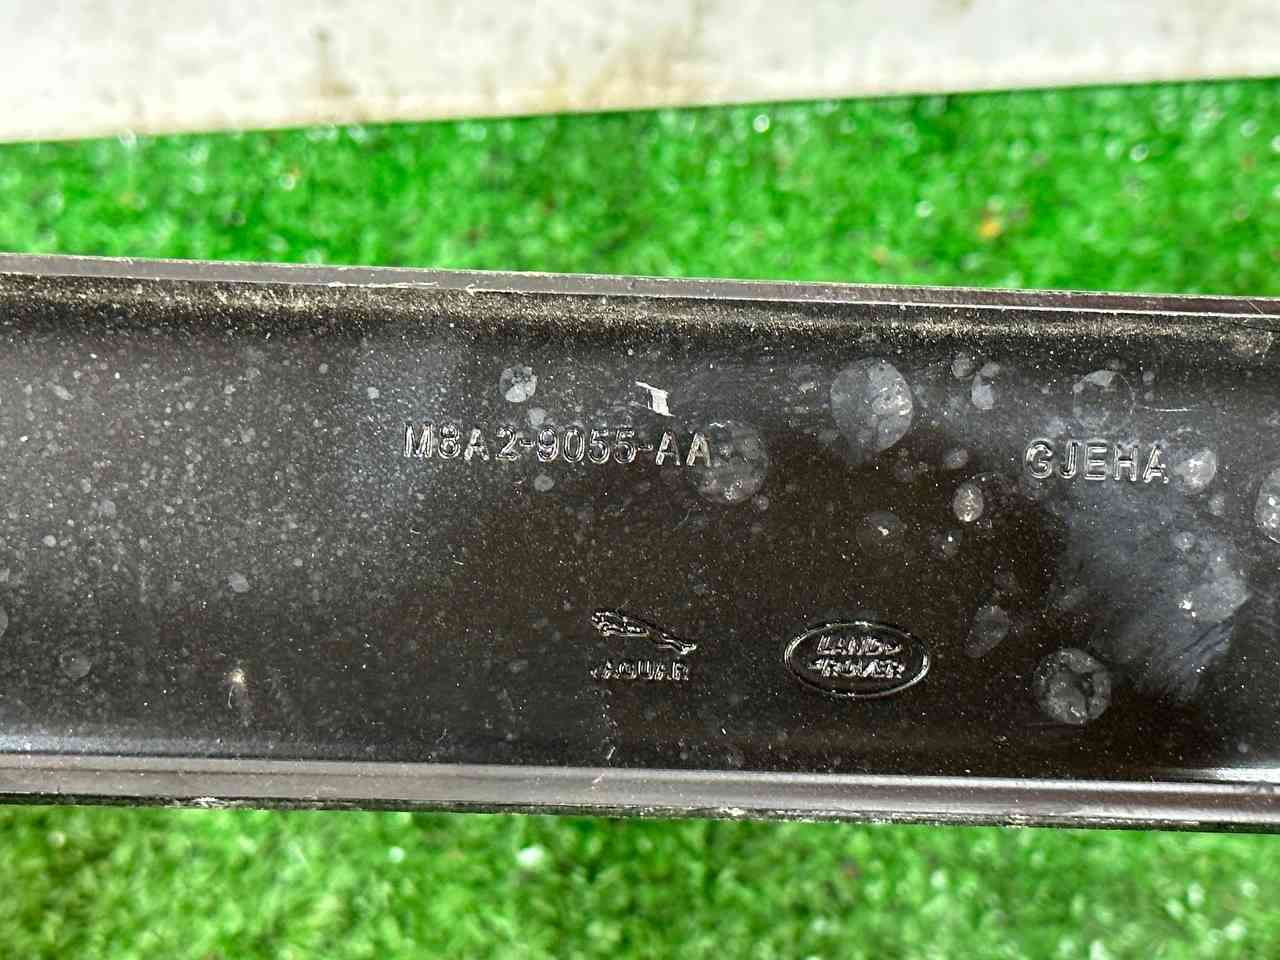 M8A2-9055-AA
GJEHA
JAGUAR
LAND
ROVER